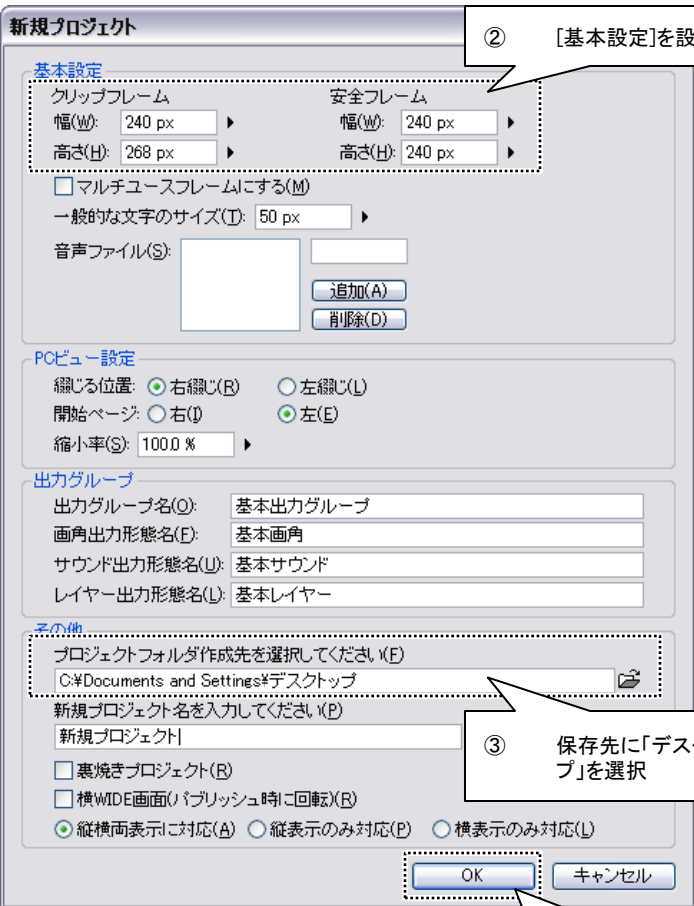 新規プロジェクト
② [基本設定]を設
基本設定
クリップフレーム 安全フレーム
幅(W): 240 px 幅(W): 240 px
高さ(H): 268 px 高さ(H): 240 px
マルチユースフレームにする(M)
一般的な文字のサイズ(T): 50 px
音声ファイル(S):
追加(A)
削除(D)
PCビュー設定
綴じる位置: 右綴じ(R) 左綴じ(L)
開始ページ: 右(I) 左(E)
縮小率(S): 100.0 %
出力グループ
出力グループ名(O): 基本出力グループ
画角出力形態名(F): 基本画角
サウンド出力形態名(U): 基本サウンド
レイヤー出力形態名(L): 基本レイヤー
その他
プロジェクトフォルダ作成先を選択してください(F)
C:¥Documents and Settings¥デスクトップ
新規プロジェクト名を入力してください(P)
新規プロジェクト
③ 保存先に「デスク
プ」を選択
裏焼きプロジェクト(R)
横WIDE画面(パブリッシュ時に回転)(R)
縦横両表示に対応(A) 縦表示のみ対応(P) 横表示のみ対応(L)
OK キャンセル